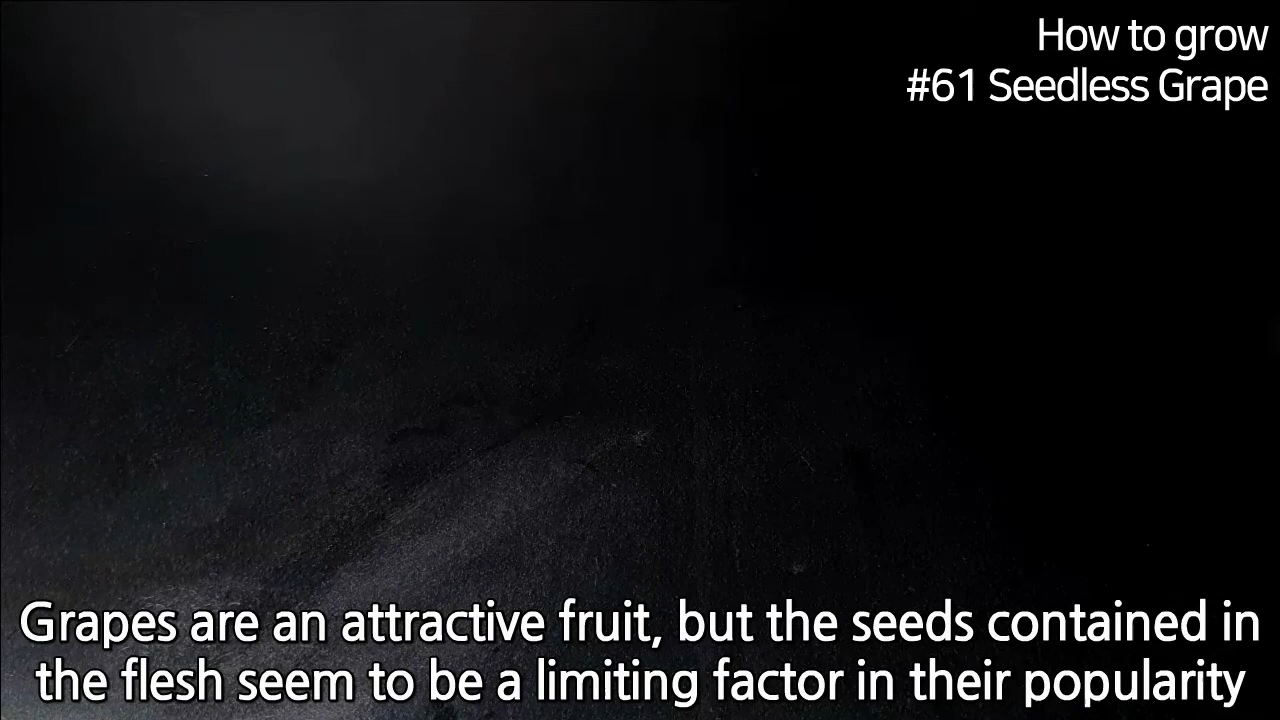 How to grow
#61 Seedless Grape
Grapes are an attractive fruit, but the seeds contained in
the flesh seem to be a limiting factor in their popularity